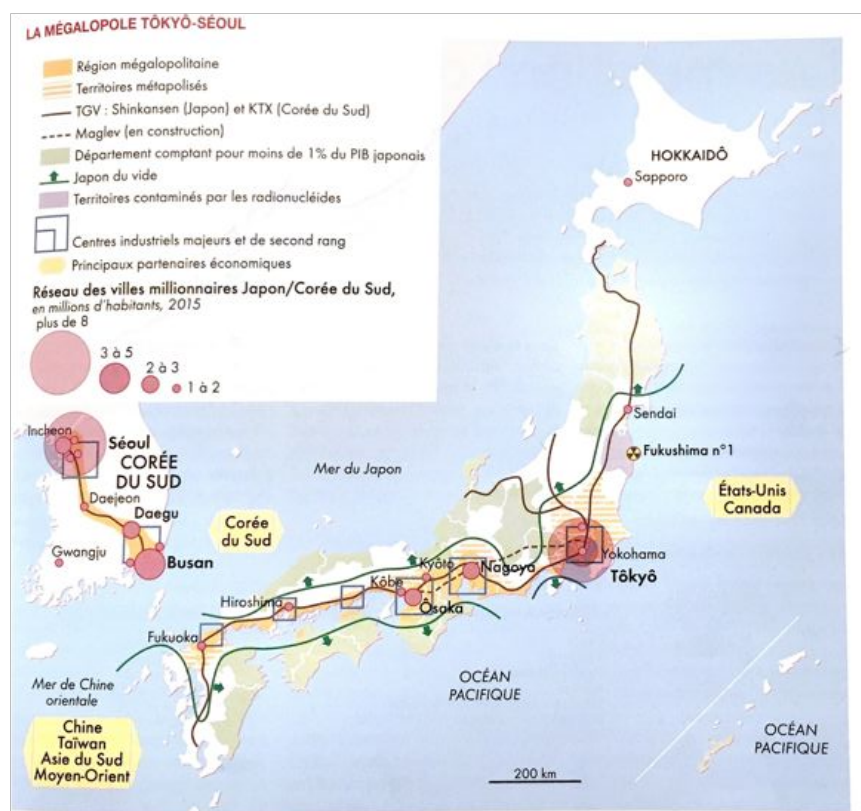 LA MÉGALOPOLE TÔKYÔ-SÉOUL
Région mégalopolitaine
Territoires métapolisés
TGV : Shinkansen (Japon) et KTX (Corée du Sud)
Maglev (en construction)
Département comptant pour moins de 1% du PIB japonais
Japon du vide
Territoires contaminés par les radionucléides
Centres industriels majeurs et de second rang
Principaux partenaires économiques
Réseau des villes millionnaires Japon/Corée du Sud,
en millions d'habitants, 2015
plus de 8
3 à 5
2 à 3
1 à 2
HOKKAIDÔ
Sapporo
Sendai
Fukushima n°1
Incheon
Séoul
CORÉE
DU SUD
Daejeon
Daegu
Gwangju
Busan
Mer du Japon
Corée
du Sud
États-Unis
Canada
Yokohama
Tôkyô
Kyôto
Nagoya
Kôbe
Osaka
Hiroshima
Fukuoka
Mer de Chine
orientale
OCÉAN
PACIFIQUE
Chine
Taïwan
Asie du Sud
Moyen-Orient
200 km
OCÉAN
PACIFIQUE